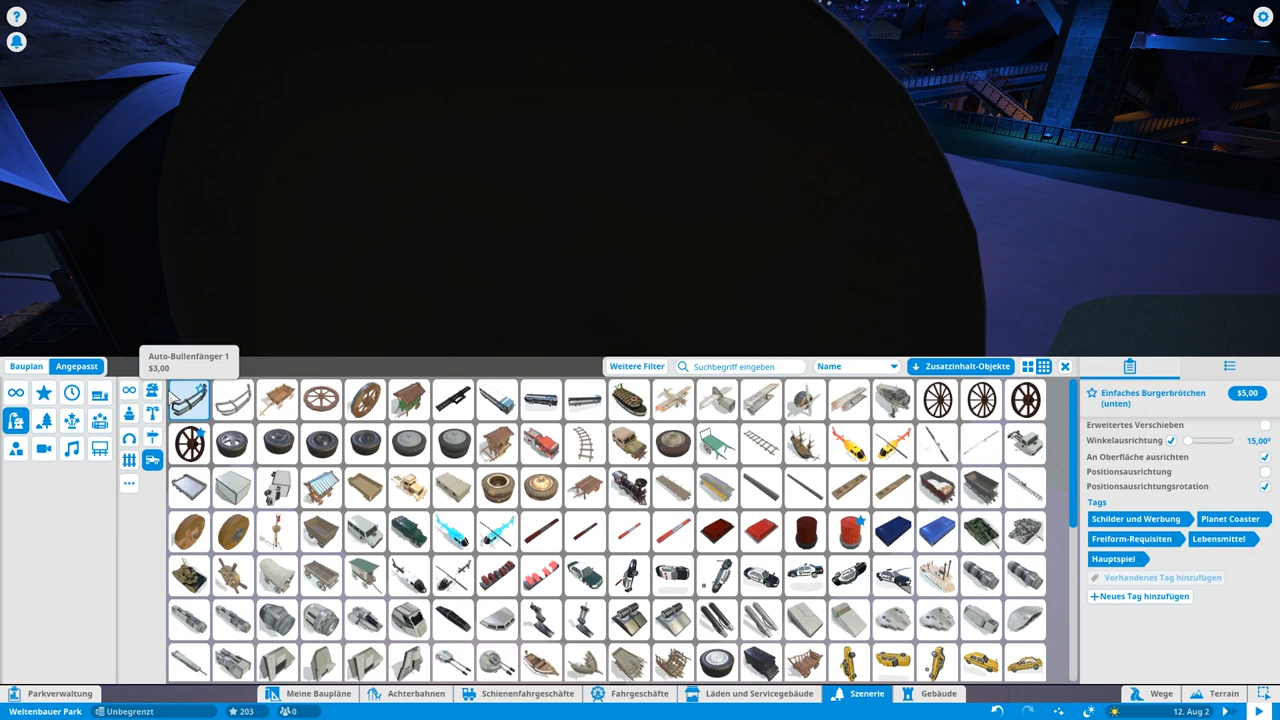 Auto-Bullenfänger 1
$3,00
Bauplan
Angepasst
Weitere Filter
Suchbegriff eingeben
Name
Zusatzinhalt-Objekte
Einfaches Burgerbrötchen
(unten)
$5,00
Erweitertes Verschieben
Winkelausrichtung
15,00°
An Oberfläche ausrichten
Positionsausrichtung
Positionsausrichtungsrotation
Tags
Schilder und Werbung
Planet Coaster
Freiform-Requisiten
Lebensmittel
Hauptspiel
Vorhandenes Tag hinzufügen
Neues Tag hinzufügen
Parkverwaltung
Meine Baupläne
Achterbahnen
Schienenfahrgeschäfte
Fahrgeschäfte
Läden und Servicegebäude
Szenerie
Gebäude
Wege
Terrain
Weltenbauer Park
Unbegrenzt
203
0
12. Aug 2